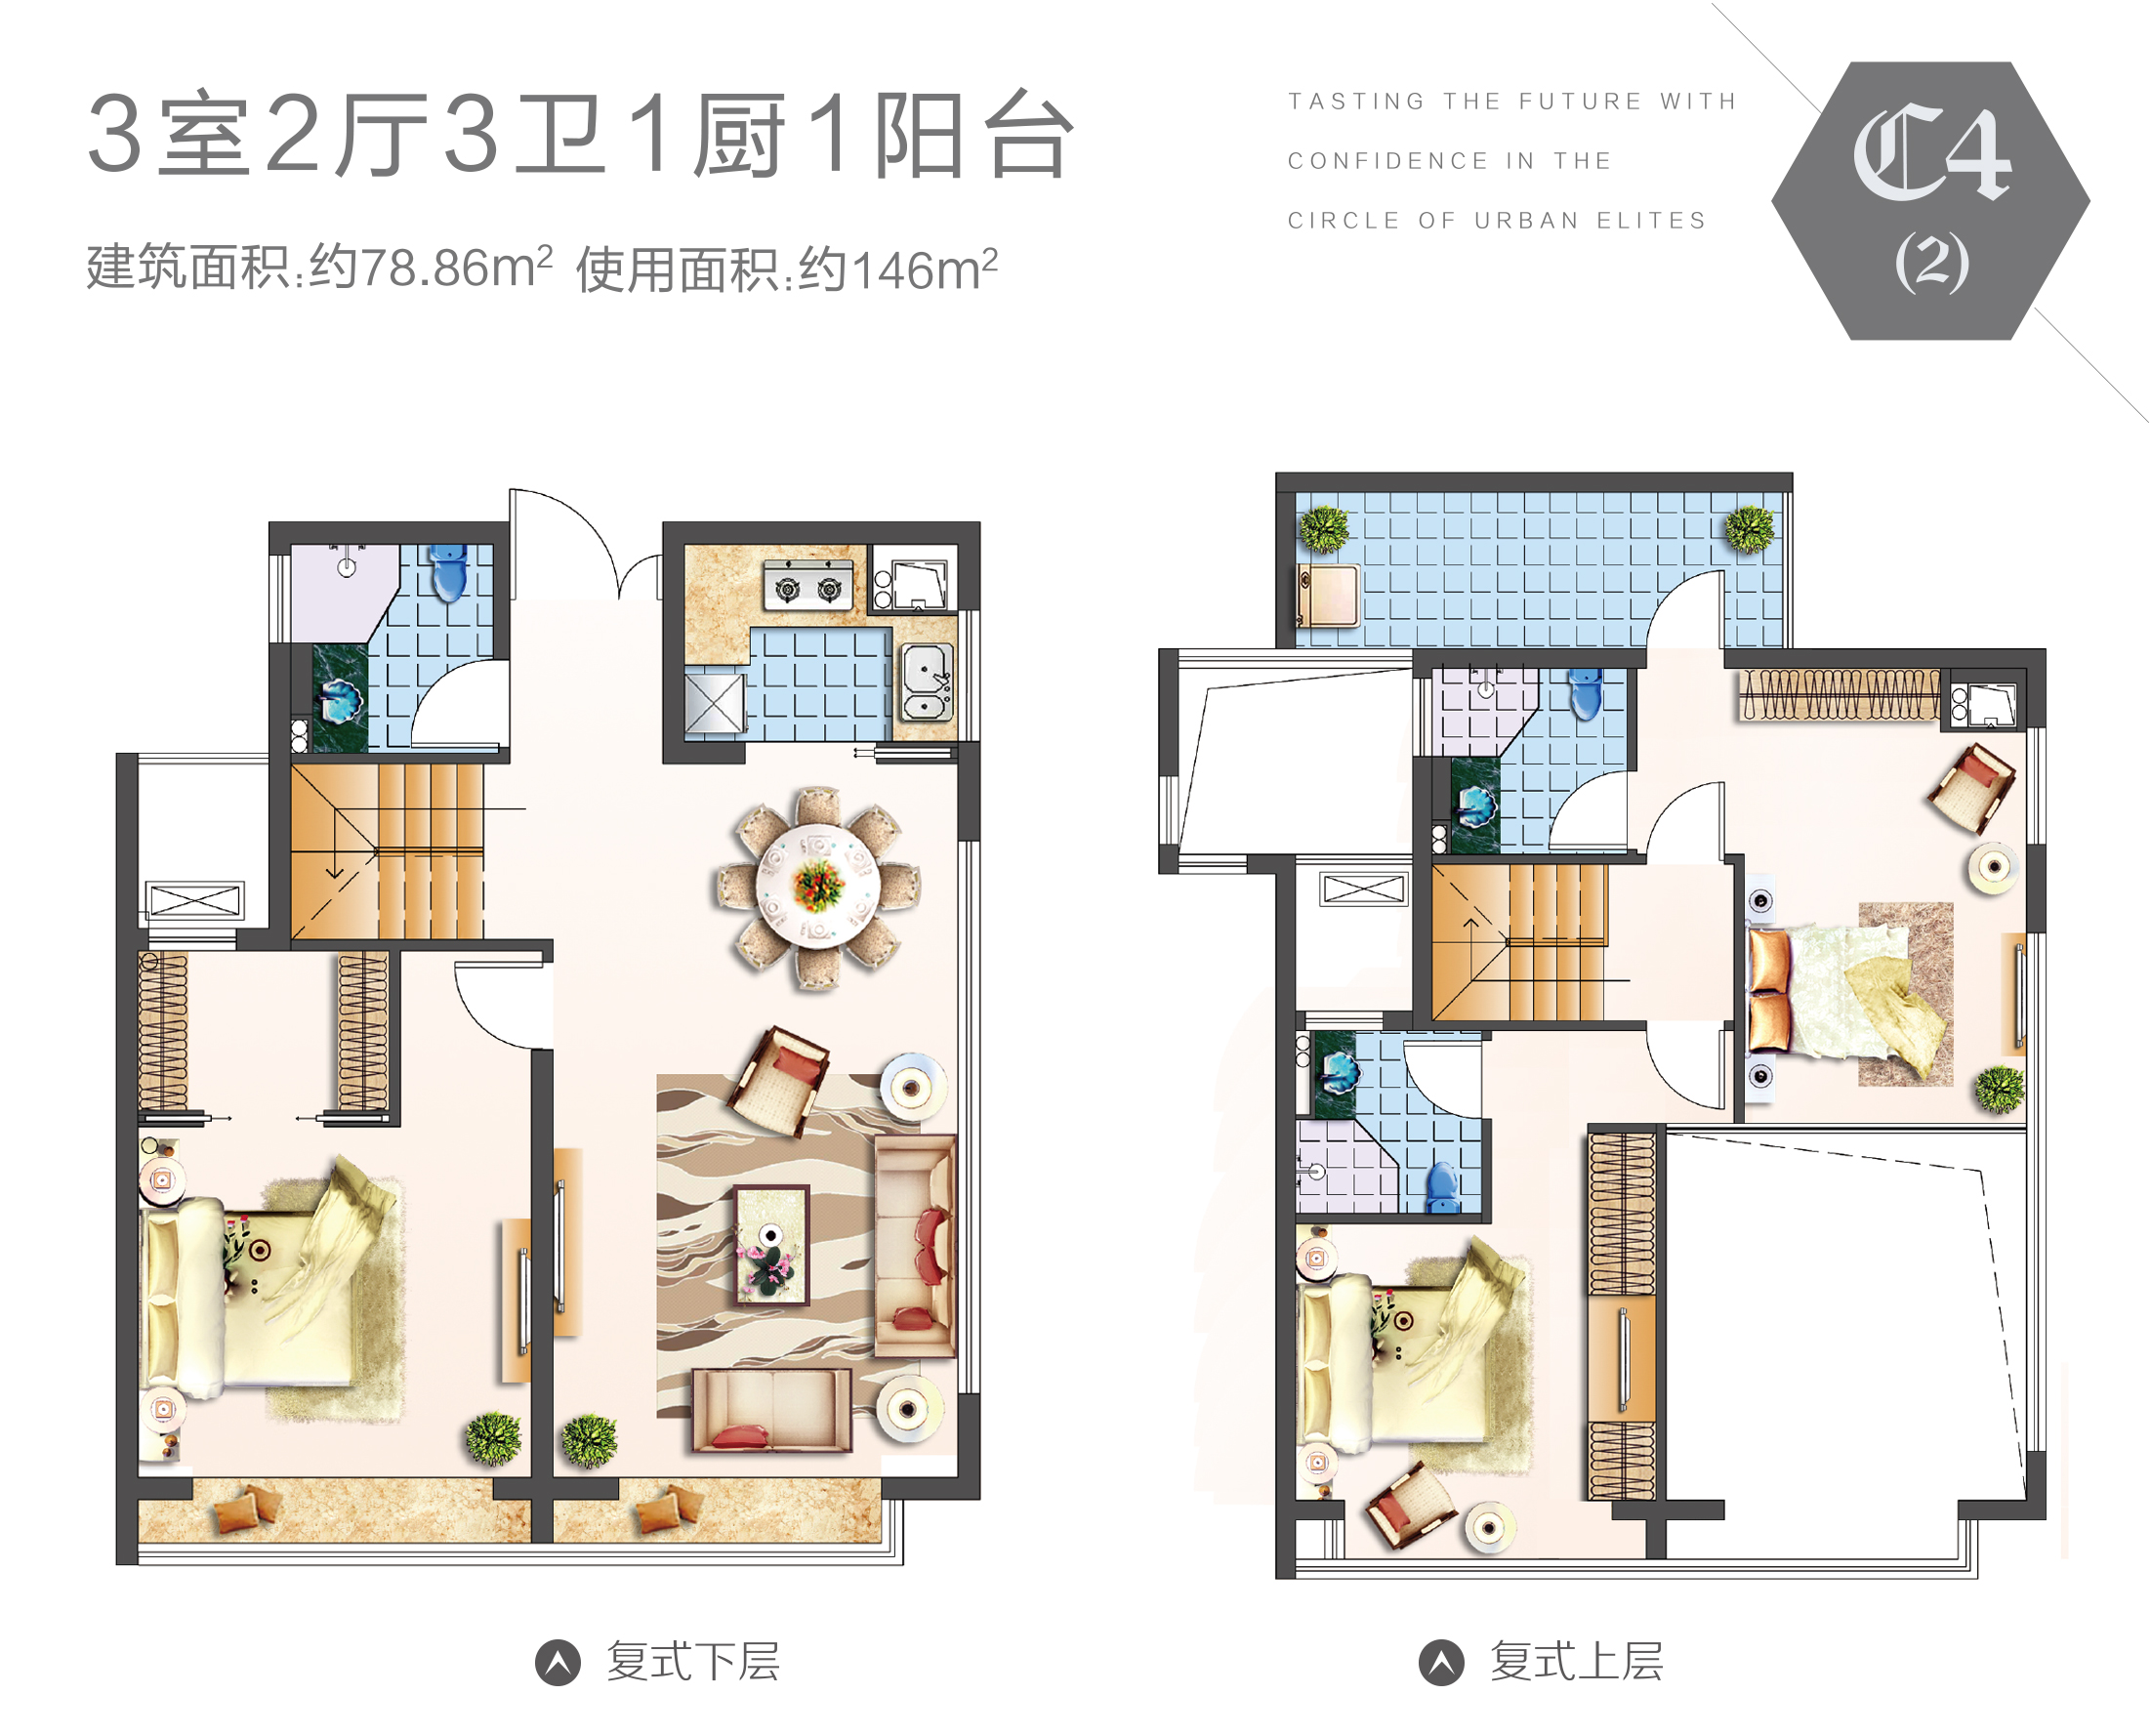 3室2厅3卫1厨1阳台
建筑面积:约78.86m² 使用面积:约146m²
TASTING THE FUTURE WITH
CONFIDENCE IN THE
CIRCLE OF URBAN ELITES
C4
(2)
复式下层
复式上层